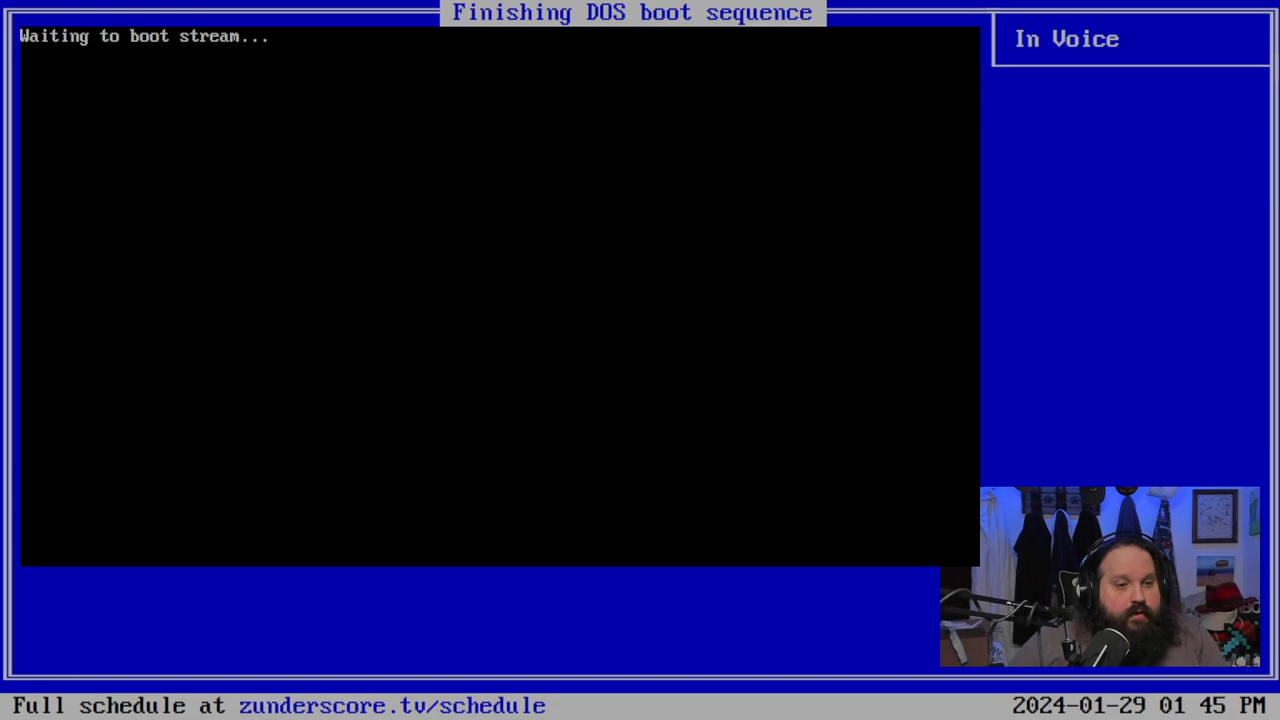 Finishing DOS boot sequence
Waiting to boot stream...
In Voice
Full schedule at zunderscore.tv/schedule
2024-01-29 01 45 PM